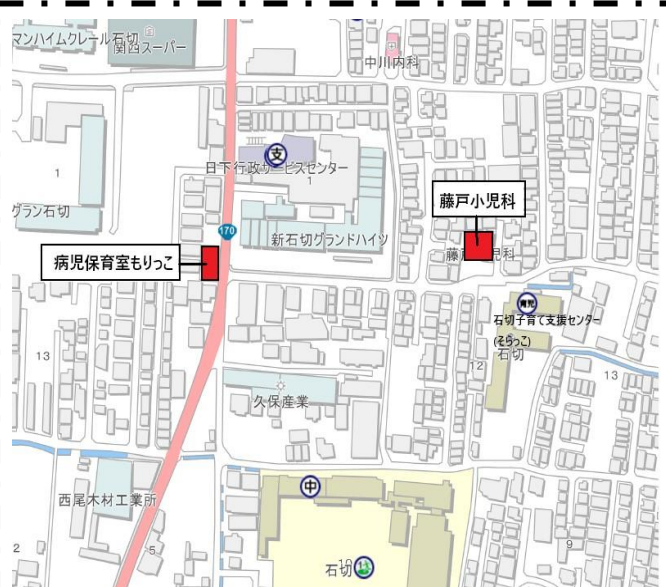 マンハイムクレール石切
関西スーパー
中川内科
支
日下行政サービスセンター
1
1
グラン石切
170
新石切グランドハイツ
藤戸小児科
藤戸小児科
病児保育室もりっこ
育児
石切子育て支援センター
(そらっこ)
石切
12
13
13
久保産業
西尾木材工業所
中
2
5
石切
9